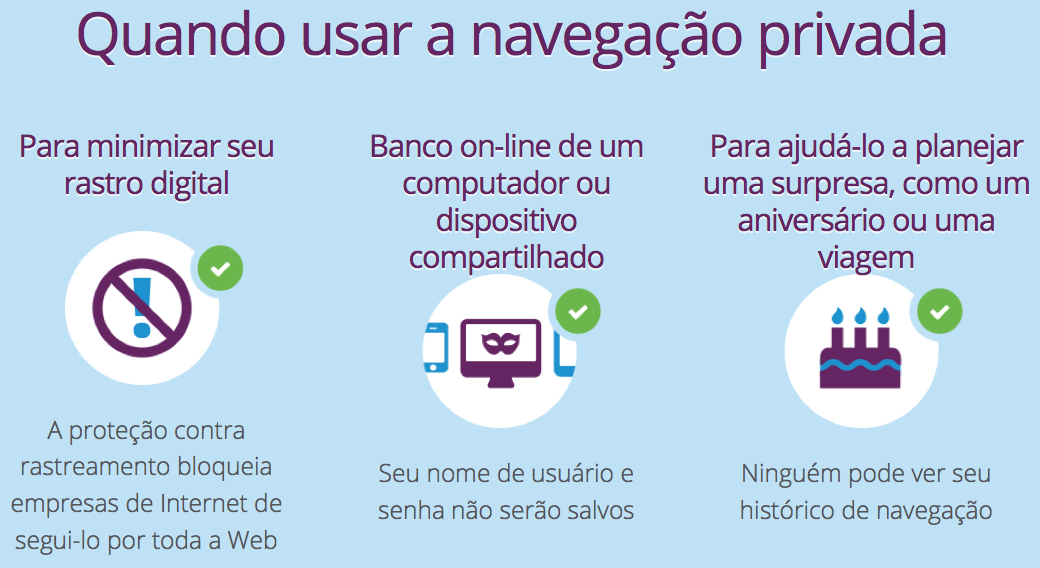 Quando usar a navegação privada
Para minimizar seu
rastro digital
A proteção contra
rastreamento bloqueia
empresas de Internet de
segui-lo por toda a Web
Banco on-line de um
computador ou
dispositivo
compartilhado
Seu nome de usuário e
senha não serão salvos
Para ajudá-lo a planejar
uma surpresa, como um
aniversário ou uma
viagem
Ninguém pode ver seu
histórico de navegação